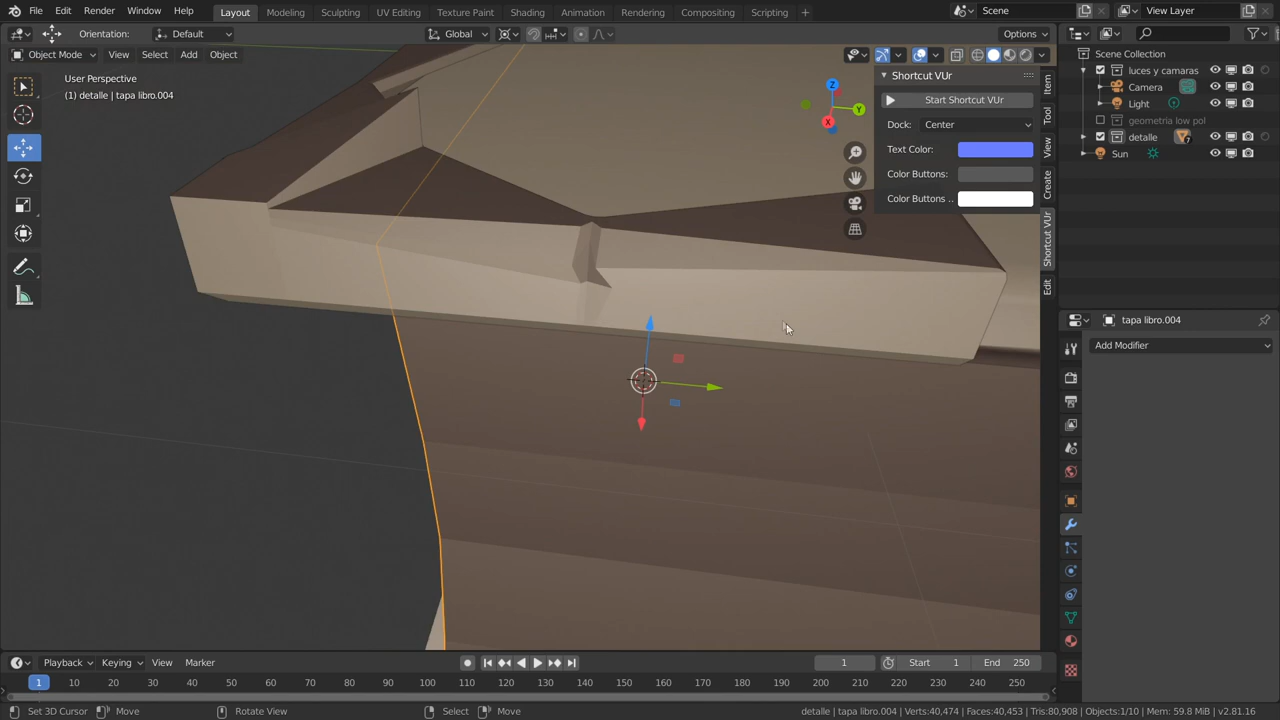 File Edit Render Window Help Layout Modeling Sculpting UV Editing Texture Paint Shading Animation Rendering Compositing Scripting + Scene View Layer
Orientation: Default Global Options
Object Mode View Select Add Object
User Perspective
(1) detalle | tapa libro.004
Z
Y
X
Shortcut VUr
Start Shortcut VUr
Dock: Center
Text Color:
Color Buttons:
Color Buttons ..
Item
Tool
View
Create
Shortcut VUr
Edit
Scene Collection
luces y camaras
Camera
Light
geometria low pol
detalle
Sun
tapa libro.004
Add Modifier
Playback Keying View Marker 1 Start 1 End 250
1 10 20 30 40 50 60 70 80 90 100 110 120 130 140 150 160 170 180 190 200 210 220 230 240 250
Set 3D Cursor Move Rotate View Select Move detalle | tapa libro.004 | Verts:40,474 | Faces:40,453 | Tris:80,908 | Objects:1/10 | Mem: 59.8 MiB | v2.81.16